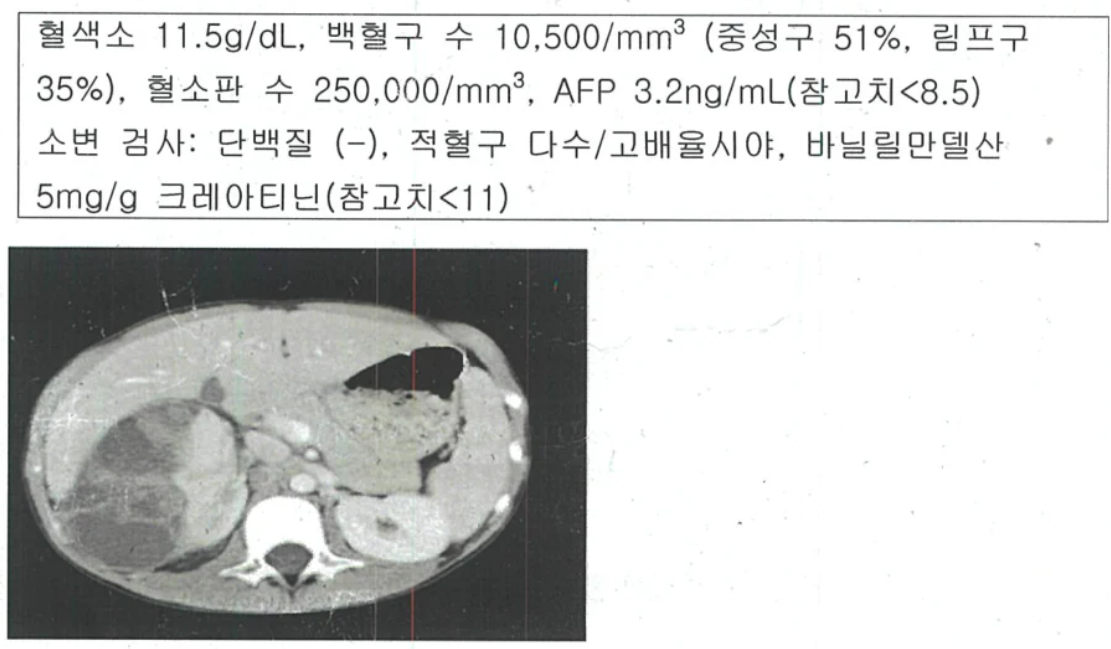 혈색소 11.5g/dL, 백혈구 수 10,500/mm³ (중성구 51%, 림프구
35%), 혈소판 수 250,000/mm³, AFP 3.2ng/mL(참고치<8.5)
소변 검사: 단백질 (-), 적혈구 다수/고배율시야, 바닐릴만델산
5mg/g 크레아티닌(참고치<11)